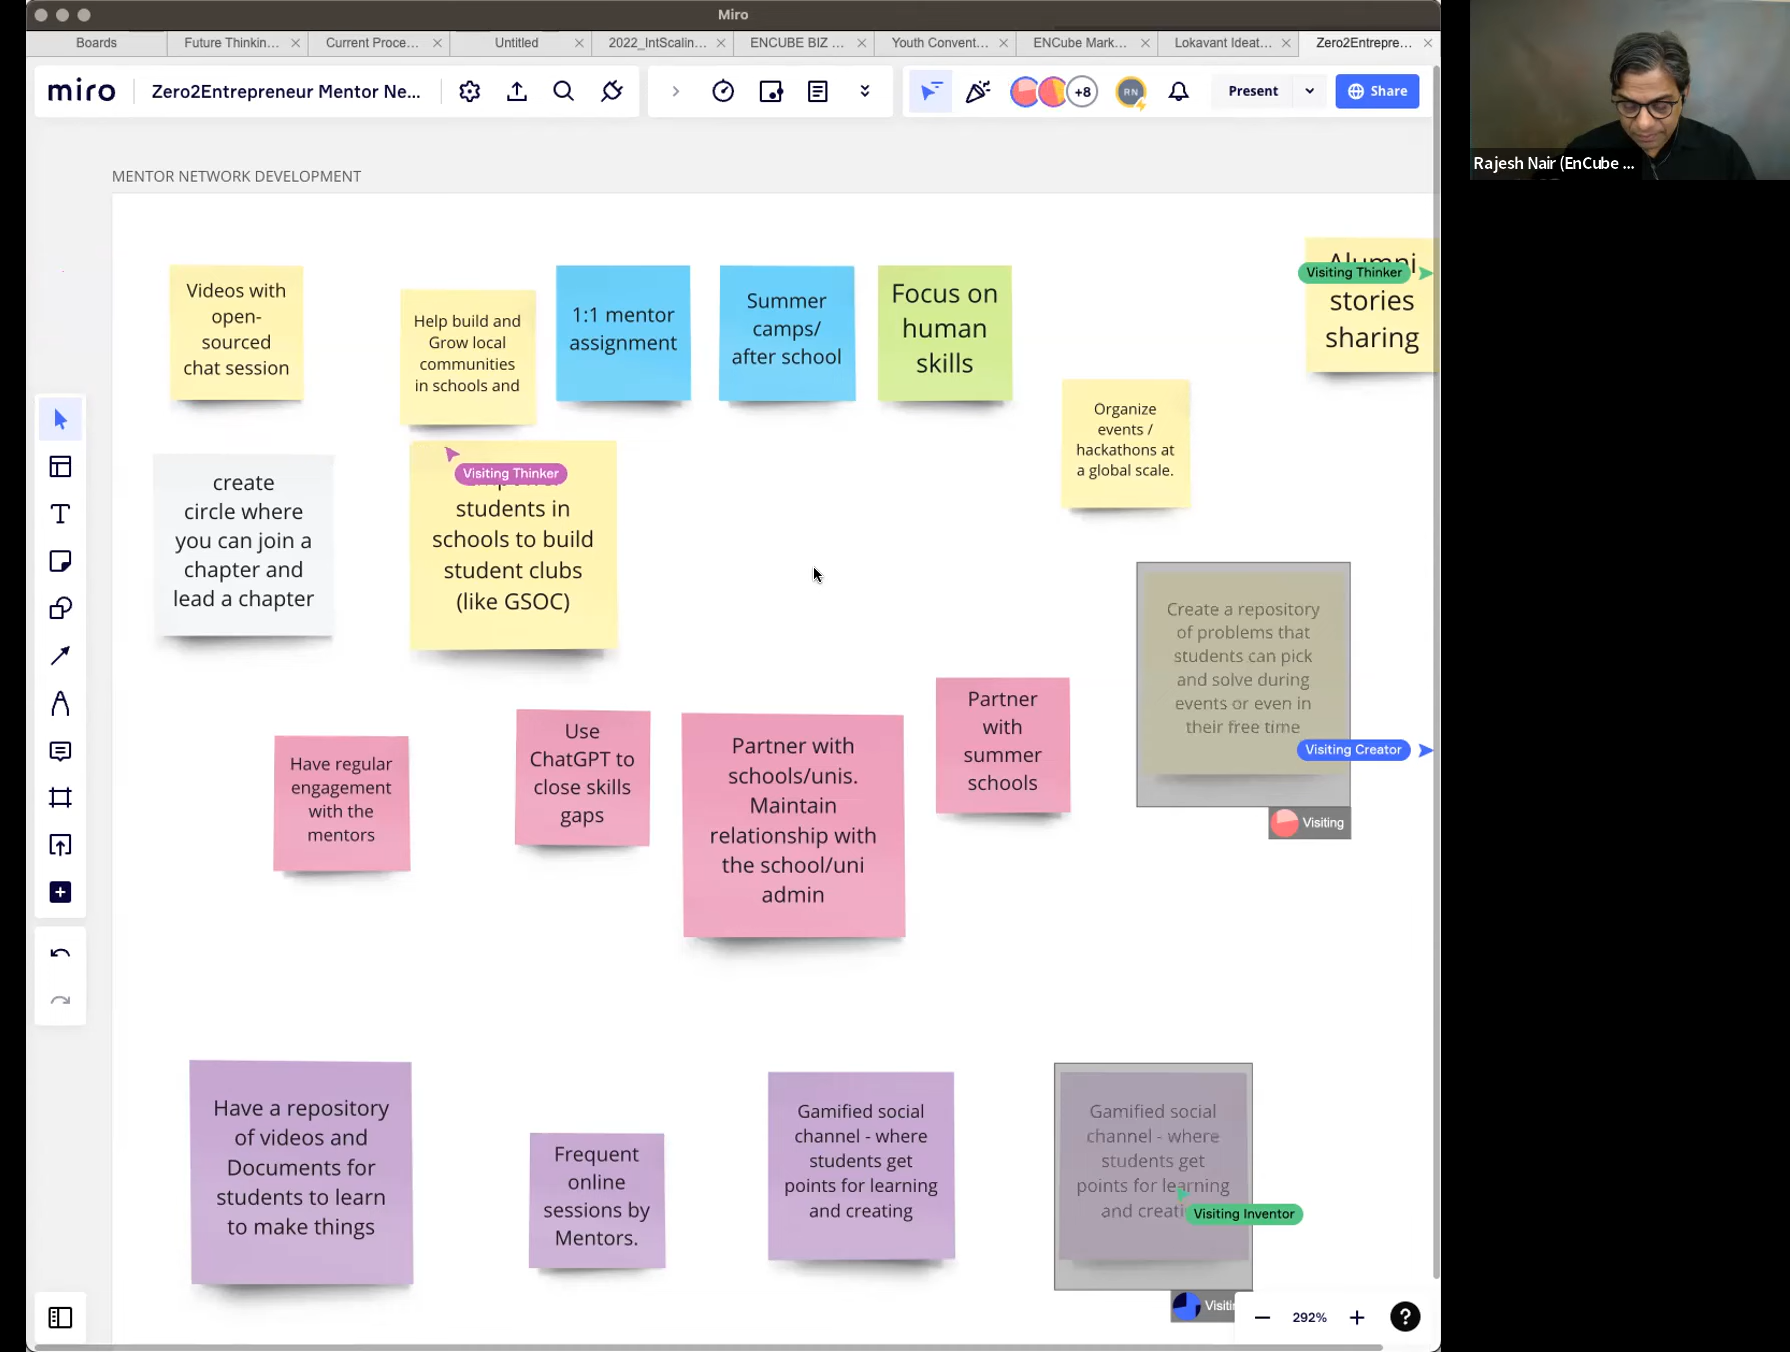 Miro
Boards
Future Thinkin...
Current Proce...
Untitled
2022_IntScalin...
ENCUBE BIZ ...
Youth Convent...
ENCube Mark...
Lokavant Ideat...
Zero2Entrepre...
miro
Zero2Entrepreneur Mentor Ne...
+8
RN
Present
Share
Rajesh Nair (EnCube ...
MENTOR NETWORK DEVELOPMENT
Videos with
open-
sourced
chat session
Help build and
Grow local
communities
in schools and
1:1 mentor
assignment
Summer
camps/
after school
Focus on
human
skills
Alumni
Visiting Thinker
stories
sharing
Organize
events /
hackathons at
a global scale.
create
circle where
you can join a
chapter and
lead a chapter
Visiting Thinker
students in
schools to build
student clubs
(like GSOC)
Create a repository
of problems that
students can pick
and solve during
events or even in
their free time
Visiting Creator
Visiting
Have regular
engagement
with the
mentors
Use
ChatGPT to
close skills
gaps
Partner with
schools/unis.
Maintain
relationship with
the school/uni
admin
Partner
with
summer
schools
Have a repository
of videos and
Documents for
students to learn
to make things
Frequent
online
sessions by
Mentors.
Gamified social
channel - where
students get
points for learning
and creating
Gamified social
channel - where
students get
points for learning
and creati
Visiting Inventor
Visiti
292%